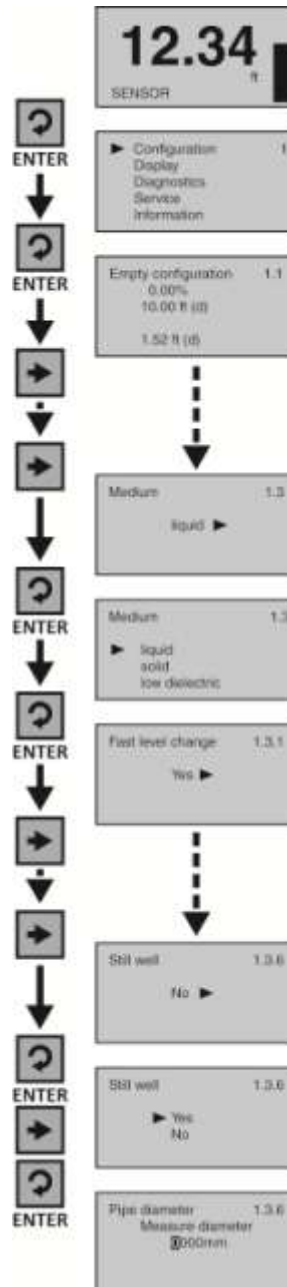 12.34
ft
SENSOR
ENTER
► Configuration 1
Display
Diagnostics
Service
Information
ENTER
Empty configuration 1.1
0.00%
10.00 ft (d)
1.52 ft (d)
Medium 1.3
liquid ►
ENTER
Medium 1.3
► liquid
solid
low dielectric
ENTER
Fast level change 1.3.1
Yes ►
Still well 1.3.6
No ►
ENTER
Still well 1.3.6
► Yes
No
ENTER
Pipe diameter 1.3.6
Measure diameter
0000mm